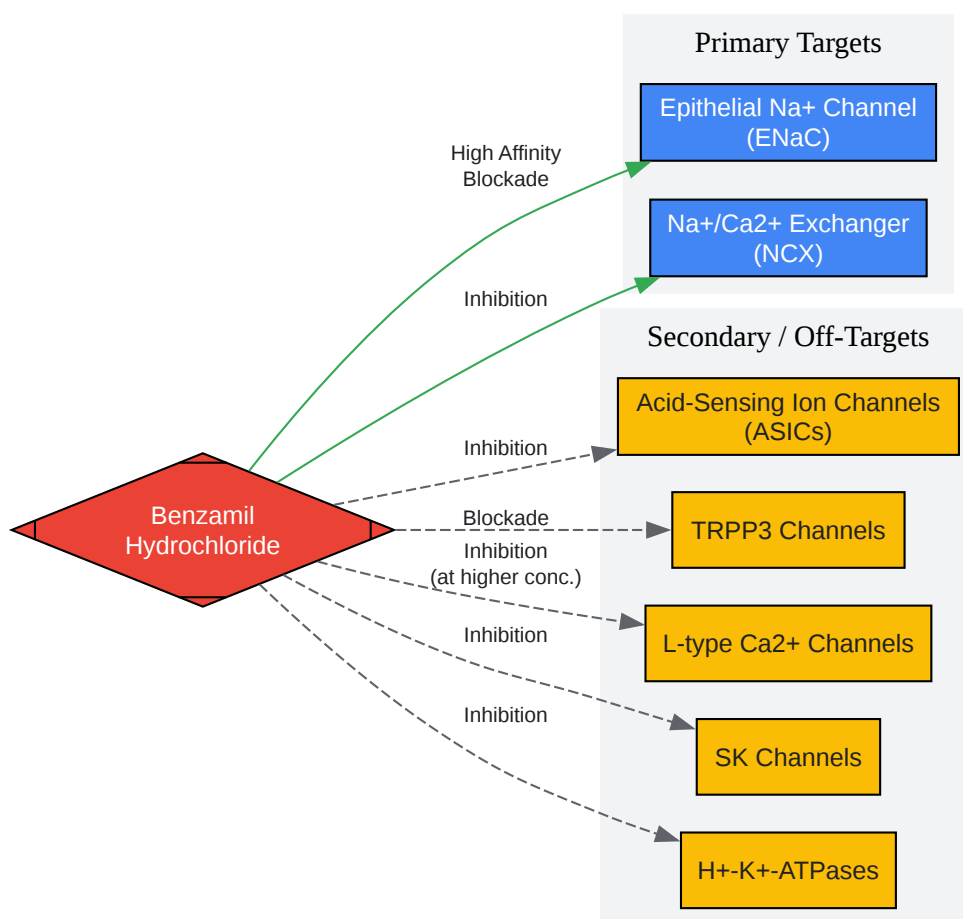 Primary Targets
Epithelial Na+ Channel
(ENaC)
High Affinity
Blockade
Na+/Ca2+ Exchanger
(NCX)
Inhibition
Secondary / Off-Targets
Acid-Sensing Ion Channels
(ASICs)
Inhibition
Benzamil
Hydrochloride
Blockade
TRPP3 Channels
Inhibition
(at higher conc.)
L-type Ca2+ Channels
Inhibition
SK Channels
Inhibition
H+-K+-ATPases